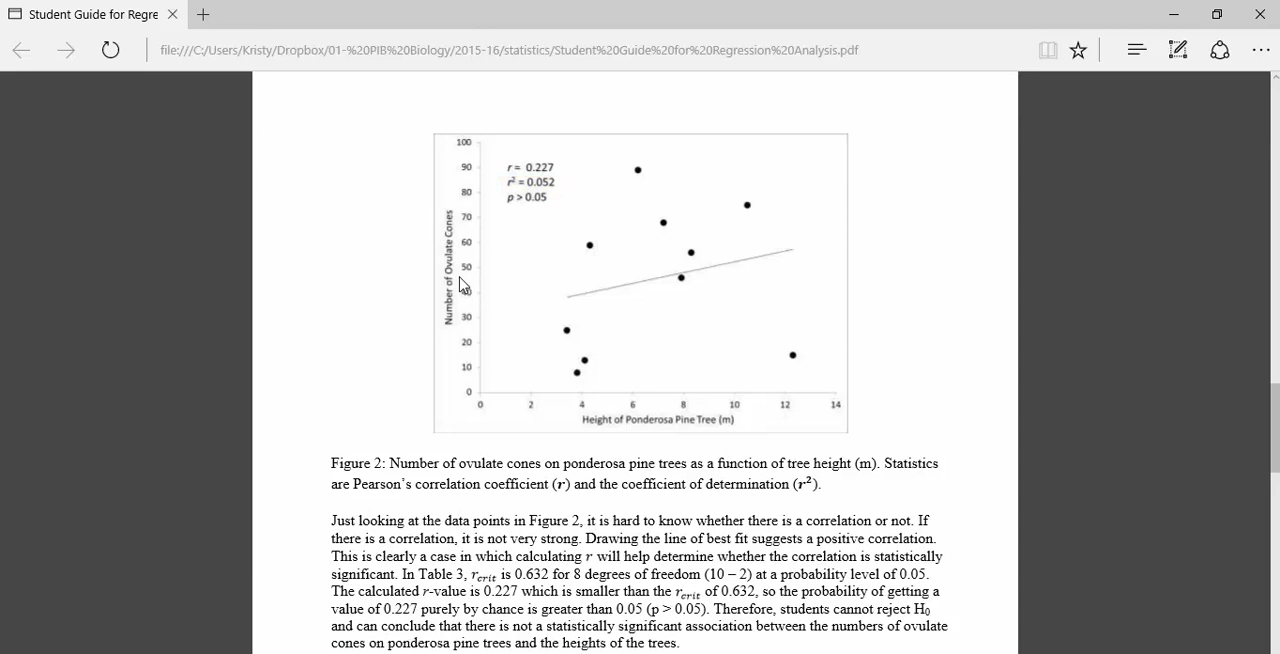 Student Guide for Regre
file:///C:/Users/Kristy/Dropbox/01-%20PIB%20Biology/2015-16/statistics/Student%20Guide%20for%20Regression%20Analysis.pdf
100
90
80
70
60
50
40
30
20
10
0
r = 0.227
r² = 0.052
p > 0.05
Number of Ovulate Cones
0 2 4 6 8 10 12 14
Height of Ponderosa Pine Tree (m)
Figure 2: Number of ovulate cones on ponderosa pine trees as a function of tree height (m). Statistics
are Pearson's correlation coefficient (r) and the coefficient of determination (r²).
Just looking at the data points in Figure 2, it is hard to know whether there is a correlation or not. If
there is a correlation, it is not very strong. Drawing the line of best fit suggests a positive correlation.
This is clearly a case in which calculating r will help determine whether the correlation is statistically
significant. In Table 3, r_crit is 0.632 for 8 degrees of freedom (10 – 2) at a probability level of 0.05.
The calculated r-value is 0.227 which is smaller than the r_crit of 0.632, so the probability of getting a
value of 0.227 purely by chance is greater than 0.05 (p > 0.05). Therefore, students cannot reject H₀
and can conclude that there is not a statistically significant association between the numbers of ovulate
cones on ponderosa pine trees and the heights of the trees.